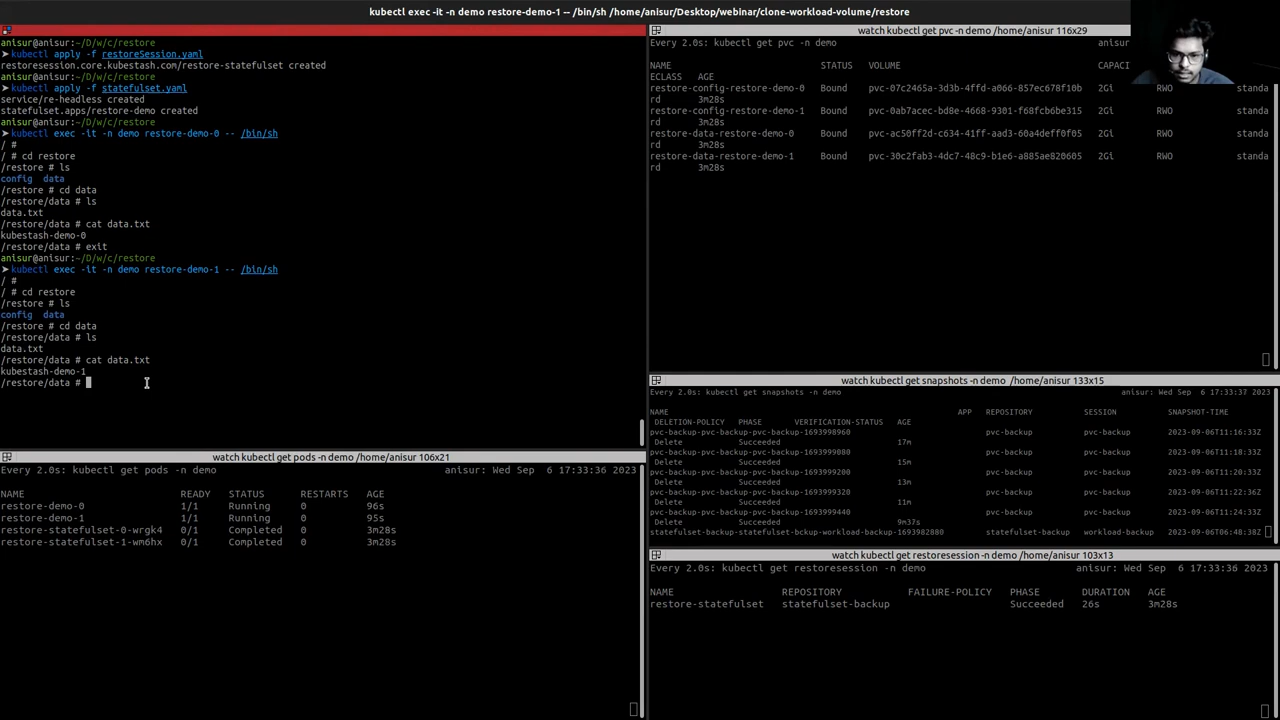 kubectl exec -it -n demo restore-demo-1 -- /bin/sh /home/anisur/Desktop/webinar/clone-workload-volume/restore
anisur@anisur:~/D/w/c/restore
➤ kubectl apply -f restoreSession.yaml
restoresession.core.kubestash.com/restore-statefulset created
anisur@anisur:~/D/w/c/restore
➤ kubectl apply -f statefulset.yaml
service/re-headless created
statefulset.apps/restore-demo created
anisur@anisur:~/D/w/c/restore
➤ kubectl exec -it -n demo restore-demo-0 -- /bin/sh
/ #
/ # cd restore
/restore # ls
config data
/restore # cd data
/restore/data # ls
data.txt
/restore/data # cat data.txt
kubestash-demo-0
/restore/data # exit
anisur@anisur:~/D/w/c/restore
➤ kubectl exec -it -n demo restore-demo-1 -- /bin/sh
/ #
/ # cd restore
/restore # ls
config data
/restore # cd data
/restore/data # ls
data.txt
/restore/data # cat data.txt
kubestash-demo-1
/restore/data #
watch kubectl get pods -n demo /home/anisur 106x21
Every 2.0s: kubectl get pods -n demo anisur: Wed Sep 6 17:33:36 2023
NAME READY STATUS RESTARTS AGE
restore-demo-0 1/1 Running 0 96s
restore-demo-1 1/1 Running 0 95s
restore-statefulset-0-wrgk4 0/1 Completed 0 3m28s
restore-statefulset-1-wm6hx 0/1 Completed 0 3m28s
watch kubectl get pvc -n demo /home/anisur 116x29
Every 2.0s: kubectl get pvc -n demo anisur
NAME STATUS VOLUME CAPACI
ECLASS AGE
restore-config-restore-demo-0 Bound pvc-07c2465a-3d3b-4ffd-a066-857ec678f10b 2Gi RWO standa
rd 3m28s
restore-config-restore-demo-1 Bound pvc-0ab7acec-bd8e-4668-9301-f68fcb6be315 2Gi RWO standa
rd 3m28s
restore-data-restore-demo-0 Bound pvc-ac50ff2d-c634-41ff-aad3-60a4deff0f05 2Gi RWO standa
rd 3m28s
restore-data-restore-demo-1 Bound pvc-30c2fab3-4dc7-48c9-b1e6-a885ae820605 2Gi RWO standa
rd 3m28s
watch kubectl get snapshots -n demo /home/anisur 133x15
Every 2.0s: kubectl get snapshots -n demo anisur: Wed Sep 6 17:33:37 2023
NAME APP REPOSITORY SESSION SNAPSHOT-TIME
DELETION-POLICY PHASE VERIFICATION-STATUS AGE
pvc-backup-pvc-backup-pvc-backup-1693998960 pvc-backup pvc-backup 2023-09-06T11:16:33Z
Delete Succeeded 17m
pvc-backup-pvc-backup-pvc-backup-1693999080 pvc-backup pvc-backup 2023-09-06T11:18:33Z
Delete Succeeded 15m
pvc-backup-pvc-backup-pvc-backup-1693999200 pvc-backup pvc-backup 2023-09-06T11:20:33Z
Delete Succeeded 13m
pvc-backup-pvc-backup-pvc-backup-1693999320 pvc-backup pvc-backup 2023-09-06T11:22:36Z
Delete Succeeded 11m
pvc-backup-pvc-backup-pvc-backup-1693999440 pvc-backup pvc-backup 2023-09-06T11:24:33Z
Delete Succeeded 9m37s
statefulset-backup-statefulset-bckup-workload-backup-1693982880 statefulset-backup workload-backup 2023-09-06T06:48:38Z
watch kubectl get restoresession -n demo /home/anisur 103x13
Every 2.0s: kubectl get restoresession -n demo anisur: Wed Sep 6 17:33:36 2023
NAME REPOSITORY FAILURE-POLICY PHASE DURATION AGE
restore-statefulset statefulset-backup Succeeded 26s 3m28s